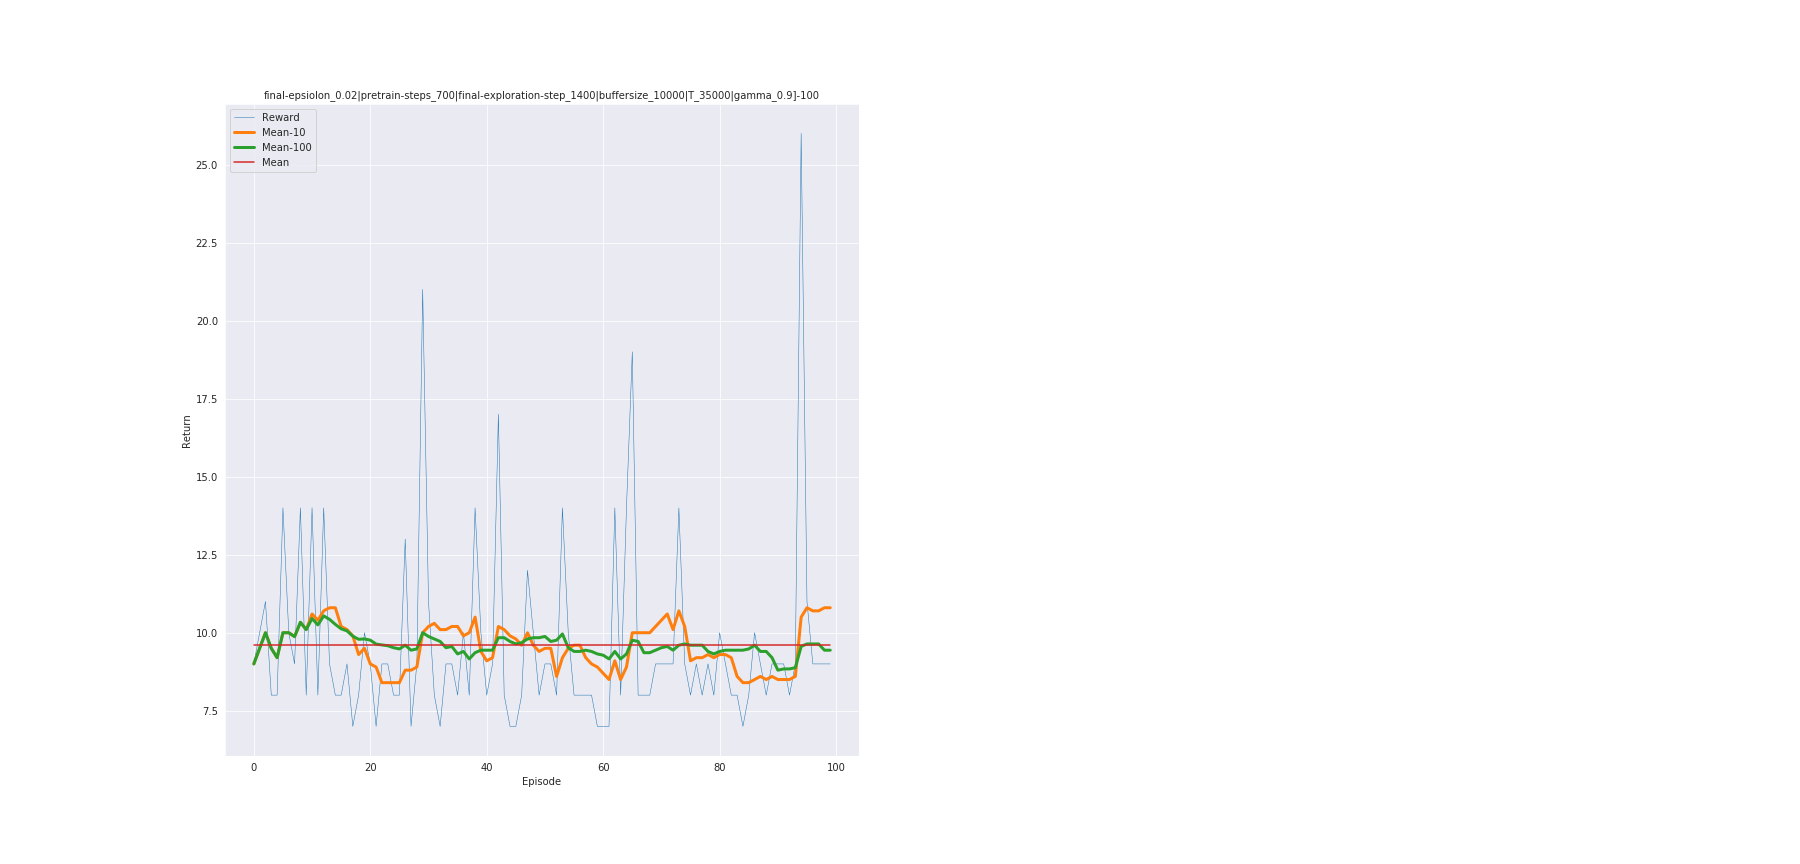 final-epsiolon_0.02|pretrain-steps_700|final-exploration-step_1400|buffersize_10000|T_35000|gamma_0.9]-100
Reward
Mean-10
Mean-100
Mean
25.0
22.5
20.0
17.5
15.0
12.5
10.0
7.5
Return
0 20 40 60 80 100
Episode